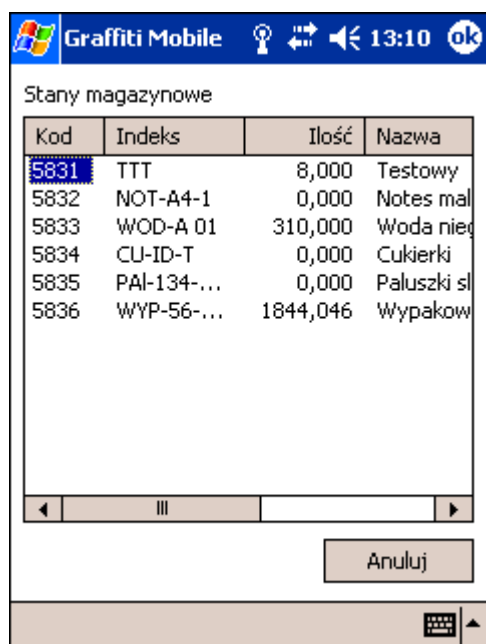 Graffiti Mobile 13:10 ok
Stany magazynowe
Kod Indeks Ilość Nazwa
5831 TTT 8,000 Testowy
5832 NOT-A4-1 0,000 Notes mal
5833 WOD-A 01 310,000 Woda nieg
5834 CU-ID-T 0,000 Cukierki
5835 PAl-134-... 0,000 Paluszki sl
5836 WYP-56-... 1844,046 Wypakow
Anuluj